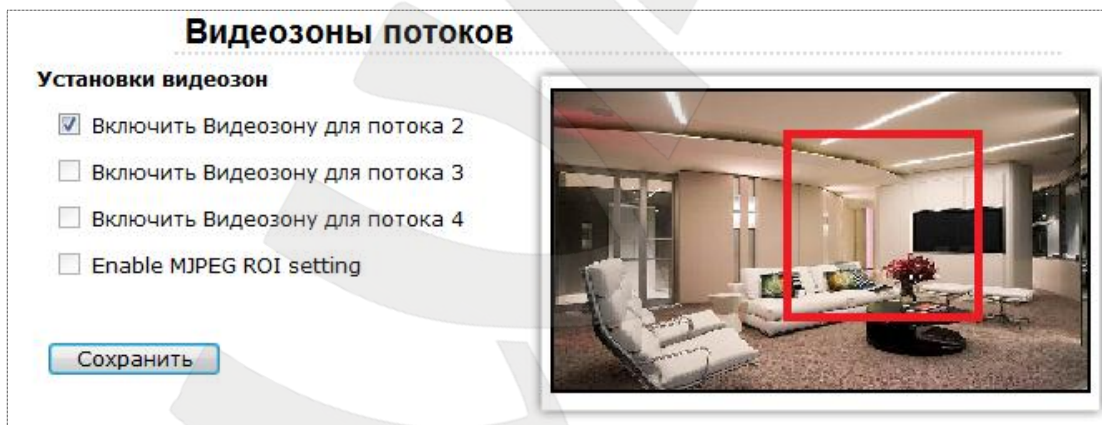 Видеозоны потоков
Установки видеозон
Включить Видеозону для потока 2
Включить Видеозону для потока 3
Включить Видеозону для потока 4
Enable MJPEG ROI setting
Сохранить